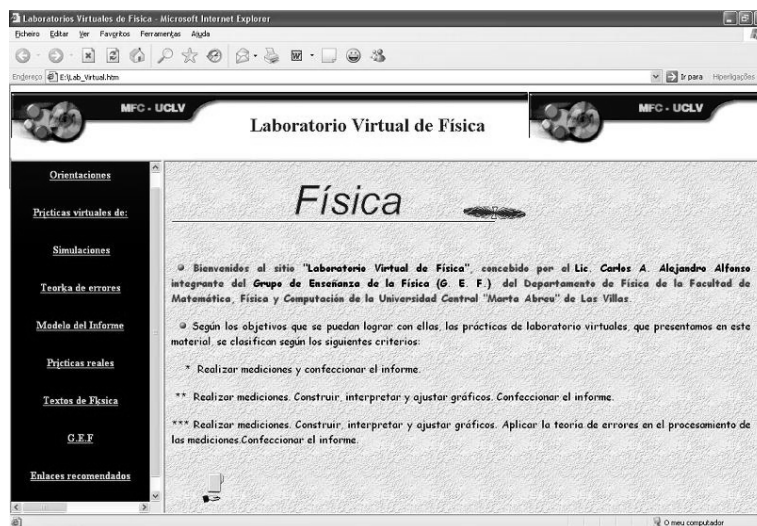 Laboratorios Virtuales de Física - Microsoft Internet Explorer
Ficheiro Editar Ver Favoritos Ferramentas Ajuda
Endereço E:\Lab_Virtual.htm Ir para Hiperligações
MFC - UCLV
Laboratorio Virtual de Física
MFC - UCLV
Orientaciones
Prįcticas virtuales de:
Simulaciones
Teorķa de errores
Modelo del Informe
Prįcticas reales
Textos de Fķsica
G.E.F
Enlaces recomendados
Física
Bienvenidos al sitio "Laboratorio Virtual de Física", concebido por el Lic. Carlos A. Alejandro Alfonso
integrante del Grupo de Enseñanza de la Física (G. E. F.) del Departamento de Física de la Facultad de
Matemática, Física y Computación de la Universidad Central "Marta Abreu" de Las Villas.
Según los objetivos que se puedan lograr con ellas, las prácticas de laboratorio virtuales, que presentamos en este
material, se clasifican según los siguientes criterios:
* Realizar mediciones y confeccionar el informe.
** Realizar mediciones. Construir, interpretar y ajustar gráficos. Confeccionar el informe.
*** Realizar mediciones. Construir, interpretar y ajustar gráficos. Aplicar la teoría de errores en el procesamiento de
las mediciones.Confeccionar el informe.
O meu computador